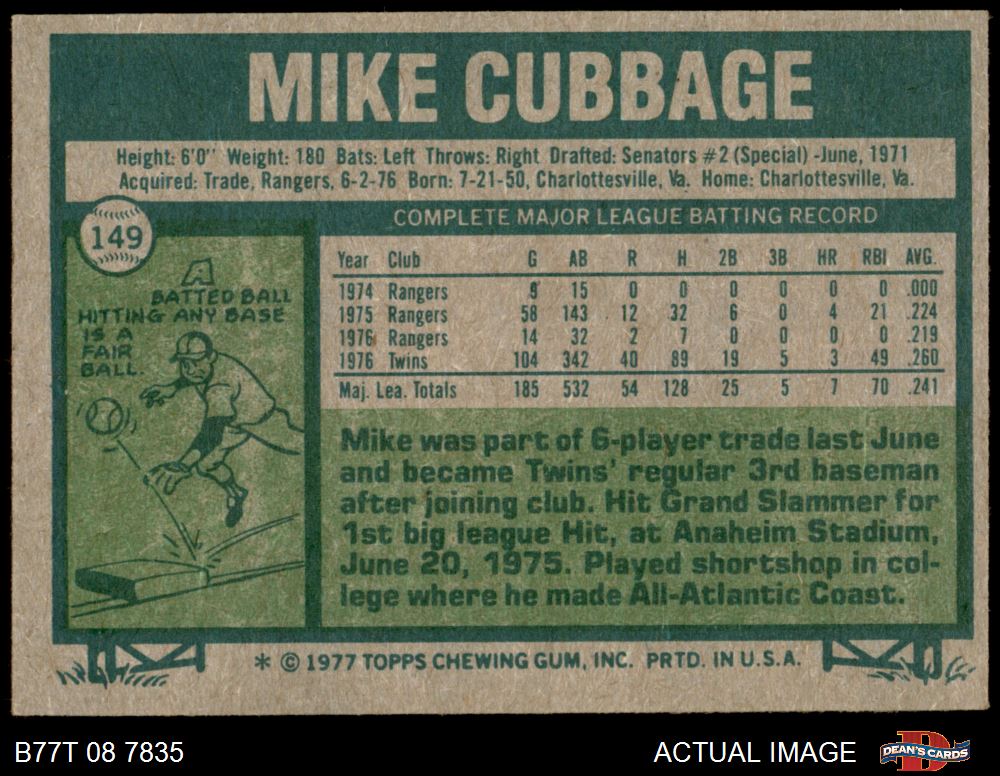 MIKE CUBBAGE
Height: 6'0" Weight: 180 Bats: Left Throws: Right Drafted: Senators #2 (Special) -June, 1971
Acquired: Trade, Rangers, 6-2-76 Born: 7-21-50, Charlottesville, Va. Home: Charlottesville, Va.
149
COMPLETE MAJOR LEAGUE BATTING RECORD
A
BATTED BALL
HITTING ANY BASE
IS A
FAIR
BALL.
Year Club G AB R H 2B 3B HR RBI AVG.
1974 Rangers 9 15 0 0 0 0 0 0 .000
1975 Rangers 58 143 12 32 6 0 4 21 .224
1976 Rangers 14 32 2 7 0 0 0 0 .219
1976 Twins 104 342 40 89 19 5 3 49 .260
Maj. Lea. Totals 185 532 54 128 25 5 7 70 .241
Mike was part of 6-player trade last June
and became Twins' regular 3rd baseman
after joining club. Hit Grand Slammer for
1st big league Hit, at Anaheim Stadium,
June 20, 1975. Played shortshop in col-
lege where he made All-Atlantic Coast.
* © 1977 TOPPS CHEWING GUM, INC. PRTD. IN U.S.A.
B77T 08 7835
ACTUAL IMAGE
D
DEAN'S CARDS